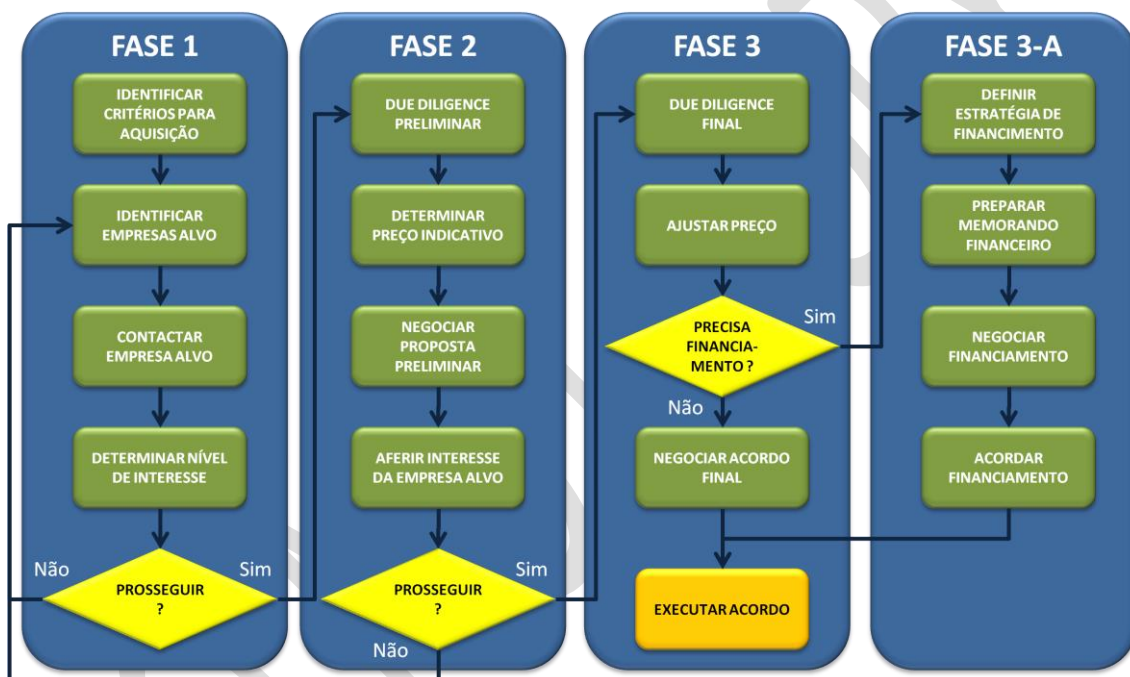 FASE 1
IDENTIFICAR
CRITÉRIOS PARA
AQUISIÇÃO
IDENTIFICAR
EMPRESAS ALVO
CONTACTAR
EMPRESA ALVO
DETERMINAR NÍVEL
DE INTERESSE
Não
Sim
PROSSEGUIR
?
FASE 2
DUE DILIGENCE
PRELIMINAR
DETERMINAR
PREÇO INDICATIVO
NEGOCIAR
PROPOSTA
PRELIMINAR
AFERIR INTERESSE
DA EMPRESA ALVO
Sim
PROSSEGUIR
?
Não
FASE 3
DUE DILIGENCE
FINAL
AJUSTAR PREÇO
Sim
PRECISA
FINANCIA-
MENTO ?
Não
NEGOCIAR ACORDO
FINAL
EXECUTAR ACORDO
FASE 3-A
DEFINIR
ESTRATÉGIA DE
FINANCIMENTO
PREPARAR
MEMORANDO
FINANCEIRO
NEGOCIAR
FINANCIAMENTO
ACORDAR
FINANCIAMENTO